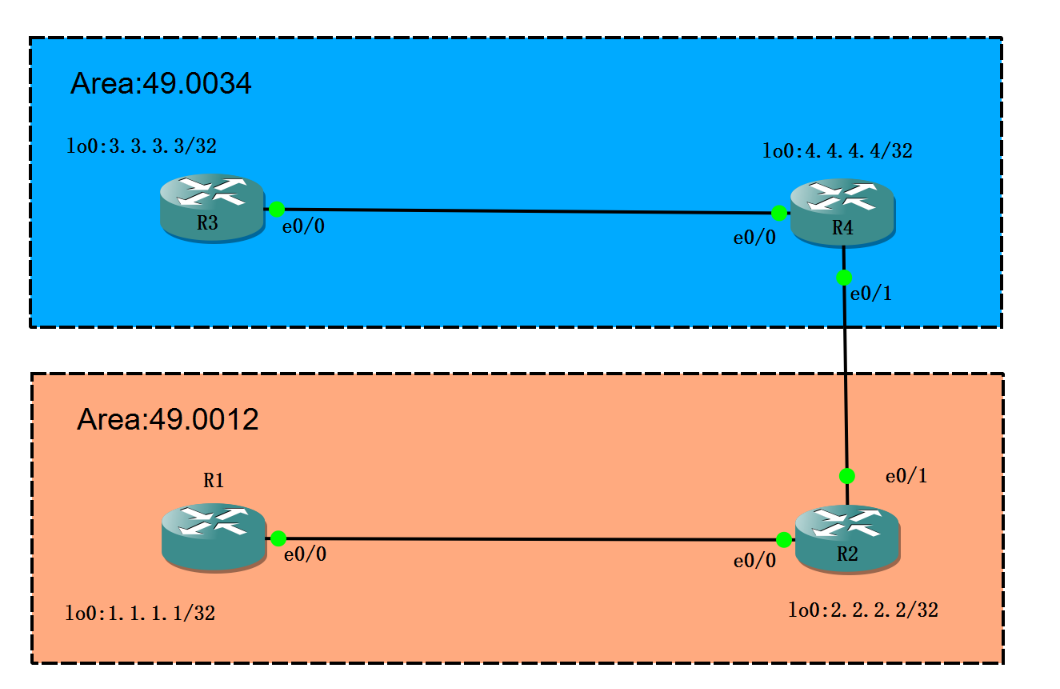 Area:49.0034
lo0:3.3.3.3/32
lo0:4.4.4.4/32
R3
e0/0
e0/0
R4
e0/1
Area:49.0012
R1
e0/1
e0/0
e0/0
R2
lo0:1.1.1.1/32
lo0:2.2.2.2/32